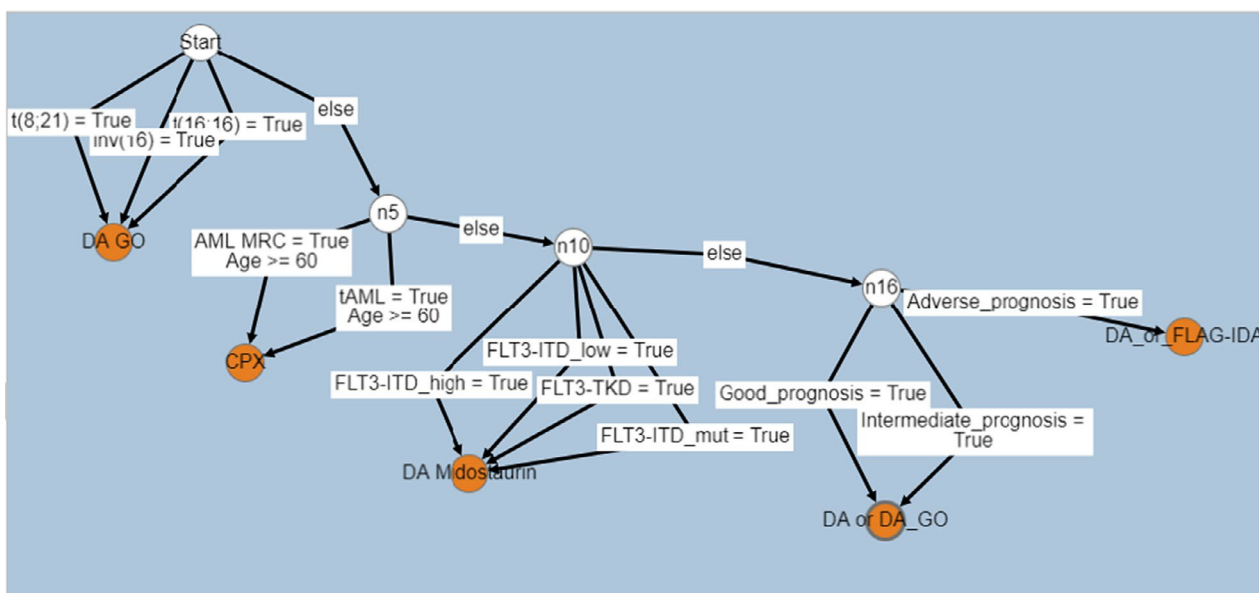 Start
t(8;21) = True
inv(16) = True
t(16;16) = True
else
n5
DA GO
AML MRC = True
Age >= 60
tAML = True
Age >= 60
else
n10
CPX
else
n16
FLT3-ITD_high = True
FLT3-ITD_low = True
FLT3-TKD = True
FLT3-ITD_mut = True
DA Midostaurin
Adverse_prognosis = True
DA_or_FLAG-IDA
Good_prognosis = True
Intermediate_prognosis =
True
DA or DA_GO